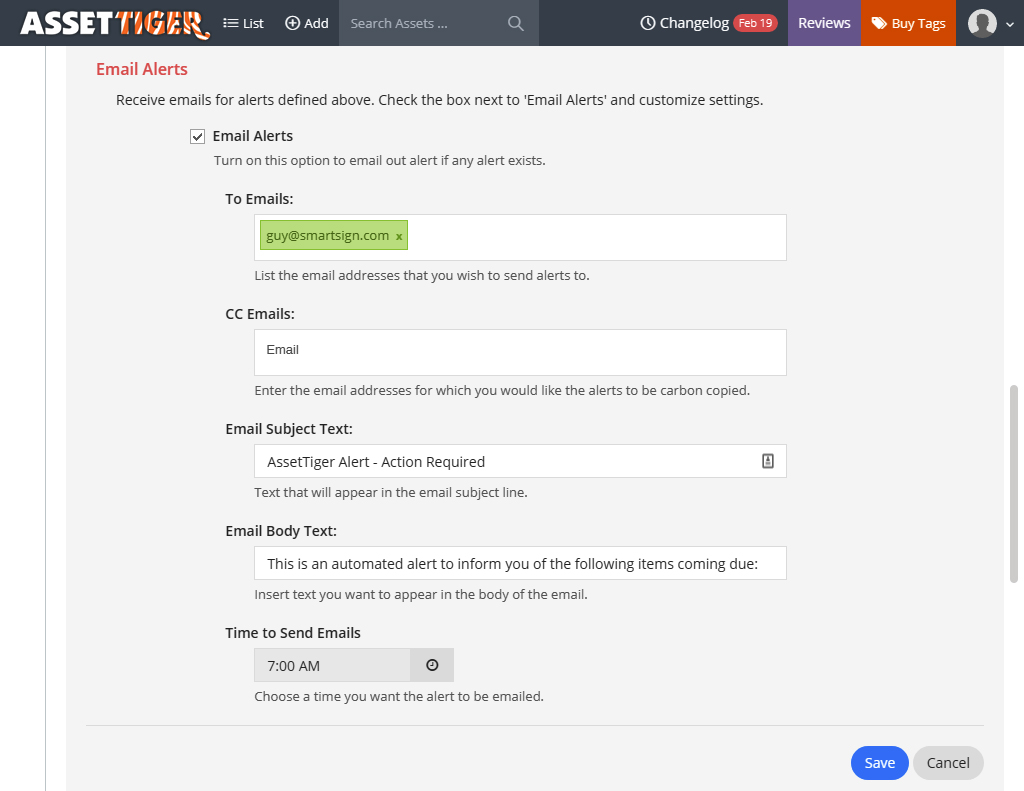 ASSETTIGER List Add Search Assets ... Changelog Feb 19 Reviews Buy Tags
Email Alerts
Receive emails for alerts defined above. Check the box next to 'Email Alerts' and customize settings.
Email Alerts
Turn on this option to email out alert if any alert exists.
To Emails:
guy@smartsign.com x
List the email addresses that you wish to send alerts to.
CC Emails:
Email
Enter the email addresses for which you would like the alerts to be carbon copied.
Email Subject Text:
AssetTiger Alert - Action Required
Text that will appear in the email subject line.
Email Body Text:
This is an automated alert to inform you of the following items coming due:
Insert text you want to appear in the body of the email.
Time to Send Emails
7:00 AM
Choose a time you want the alert to be emailed.
Save Cancel